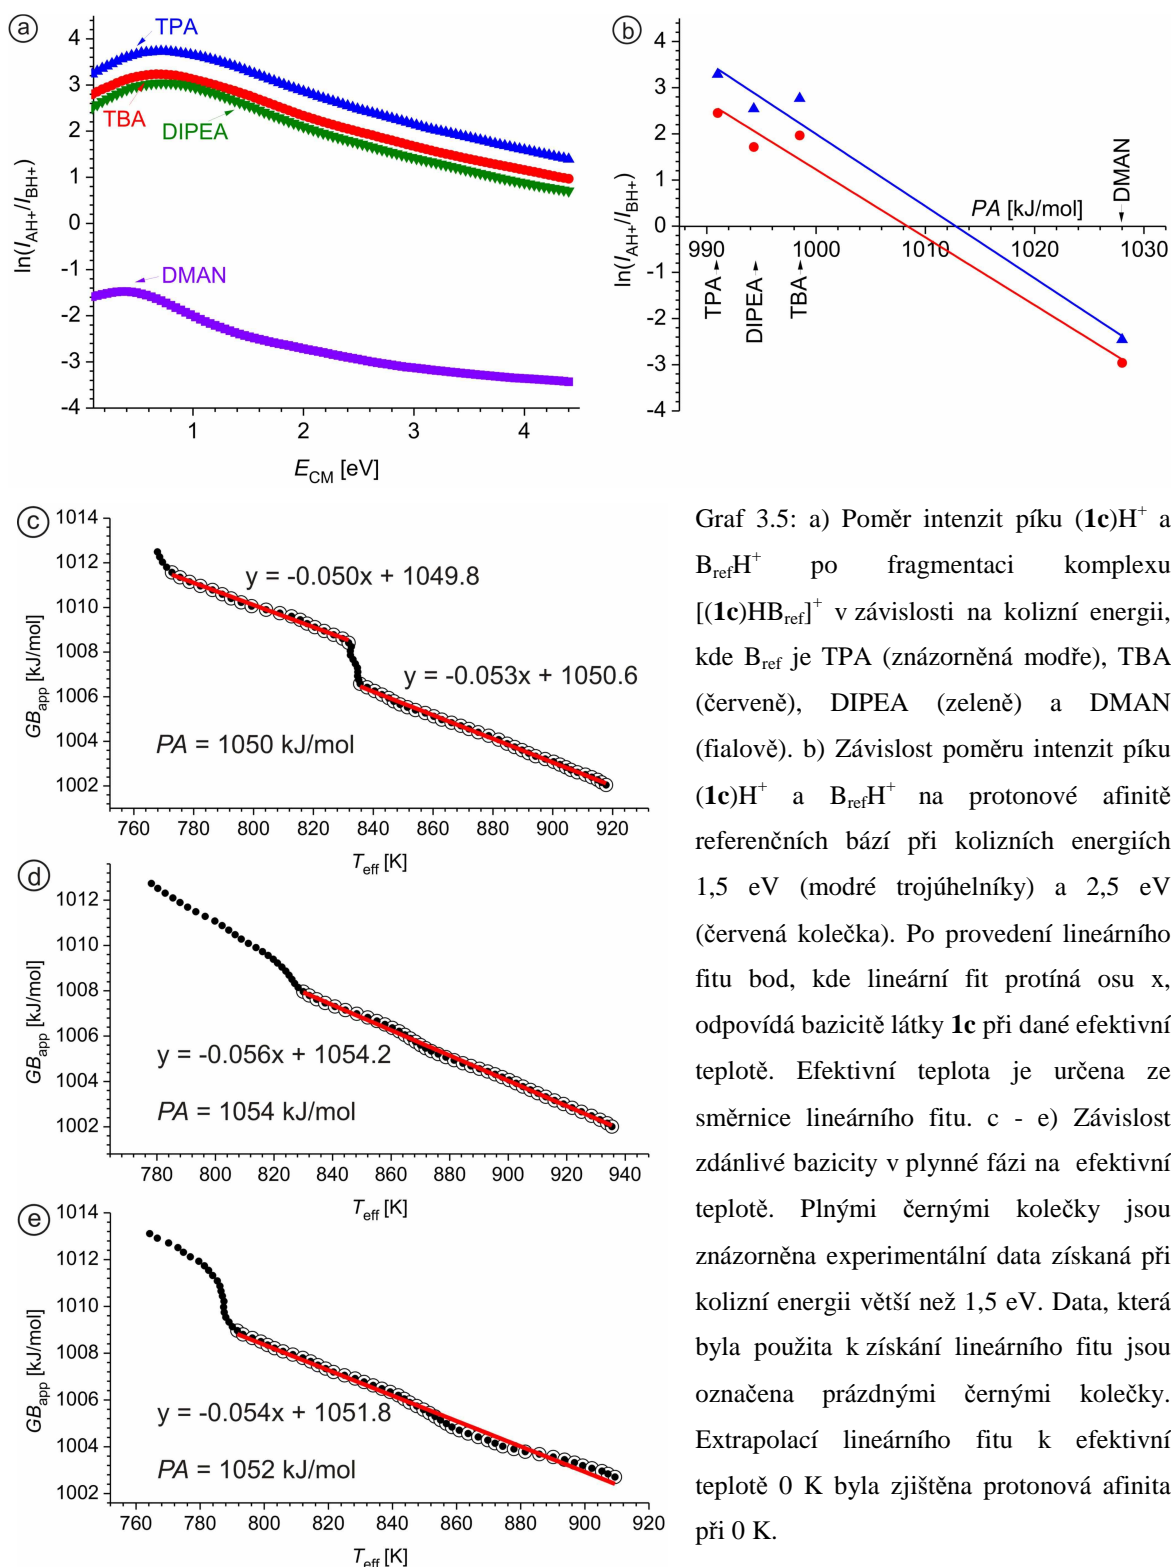 a
4
3
2
1
0
-1
-2
-3
-4
ln(I_AH+/I_BH+)
TPA
TBA
DIPEA
DMAN
1 2 3 4
E_CM [eV]
b
4
3
2
1
0
-1
-2
-3
-4
ln(I_AH+/I_BH+)
PA [kJ/mol]
990 1000 1010 1020 1030
TPA
DIPEA
TBA
DMAN
c
1014
1012
1010
1008
1006
1004
1002
GB_app [kJ/mol]
y = -0.050x + 1049.8
y = -0.053x + 1050.6
PA = 1050 kJ/mol
760 780 800 820 840 860 880 900 920
T_eff [K]
d
1012
1010
1008
1006
1004
1002
GB_app [kJ/mol]
y = -0.056x + 1054.2
PA = 1054 kJ/mol
780 800 820 840 860 880 900 920 940
T_eff [K]
e
1014
1012
1010
1008
1006
1004
1002
GB_app [kJ/mol]
y = -0.054x + 1051.8
PA = 1052 kJ/mol
760 780 800 820 840 860 880 900 920
T_eff [K]
Graf 3.5: a) Poměr intenzit píku (1c)H⁺ a
B_refH⁺ po fragmentaci komplexu
[(1c)HB_ref]⁺ v závislosti na kolizní energii,
kde B_ref je TPA (znázorněná modře), TBA
(červeně), DIPEA (zeleně) a DMAN
(fialově). b) Závislost poměru intenzit píku
(1c)H⁺ a B_refH⁺ na protonové afinitě
referenčních bází při kolizních energiích
1,5 eV (modré trojúhelníky) a 2,5 eV
(červená kolečka). Po provedení lineárního
fitu bod, kde lineární fit protíná osu x,
odpovídá bazicitě látky 1c při dané efektivní
teplotě. Efektivní teplota je určena ze
směrnice lineárního fitu. c - e) Závislost
zdánlivé bazicity v plynné fázi na efektivní
teplotě. Plnými černými kolečky jsou
znázorněna experimentální data získaná při
kolizní energii větší než 1,5 eV. Data, která
byla použita k získání lineárního fitu jsou
označena prázdnými černými kolečky.
Extrapolací lineárního fitu k efektivní
teplotě 0 K byla zjištěna protonová afinita
při 0 K.